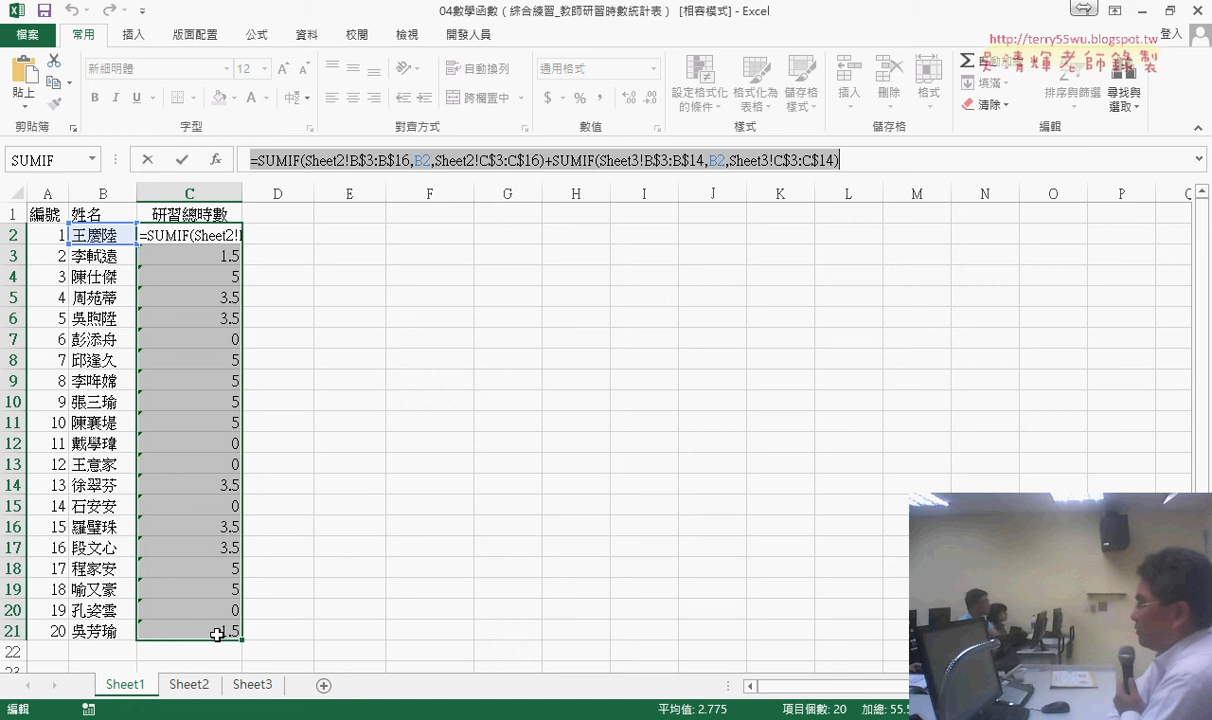 04數學函數(綜合練習_教師研習時數統計表) [相容模式] - Excel
http://terry55wu.blogspot.tw
吳清輝老師錄製
登入
檔案 常用 插入 版面配置 公式 資料 校閱 檢視 開發人員
貼上
新細明體 12
B I U
自動列
跨欄置中
通用格式
$ % ,
設定格式化的條件 格式化為表格 儲存格樣式
插入 刪除 格式
填滿
清除
排序與篩選 尋找與選取
剪貼簿 字型 對齊方式 數值 樣式 儲存格 編輯
SUMIF =SUMIF(Sheet2!B$3:B$16,B2,Sheet2!C$3:C$16)+SUMIF(Sheet3!B$3:B$14,B2,Sheet3!C$3:C$14)
A B C D E F G H I J K L M N O P
1 編號 姓名 研習總時數
2 1 王慶陸 =SUMIF(Sheet2!
3 2 李軾遠 1.5
4 3 陳仕傑 5
5 4 周苑蒂 3.5
6 5 吳煦陸 3.5
7 6 彭添舟 0
8 7 邱逢久 5
9 8 李哖嫦 5
10 9 張三瑜 5
11 10 陳襄堤 5
12 11 戴學瑋 0
13 12 王意家 0
14 13 徐翠芬 3.5
15 14 石安安 0
16 15 羅璧珠 3.5
17 16 段文心 3.5
18 17 程家安 5
19 18 喻又豪 5
20 19 孔姿雲 0
21 20 吳芳瑜 1.5
22
Sheet1 Sheet2 Sheet3
編輯 平均值: 2.775 項目個數: 20 加總: 55.5